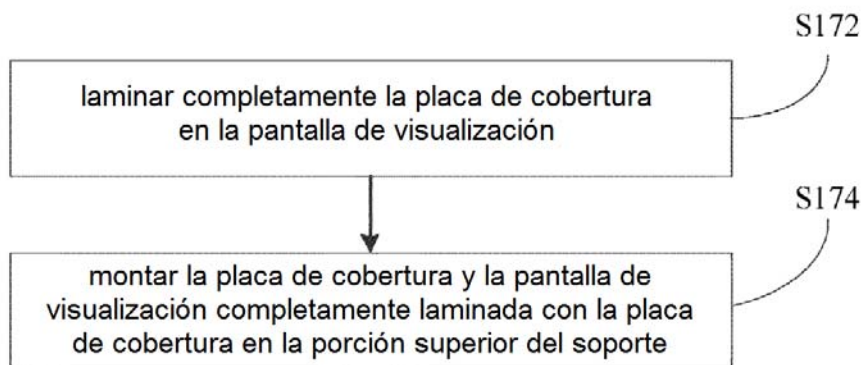 S172
laminar completamente la placa de cobertura
en la pantalla de visualización
S174
montar la placa de cobertura y la pantalla de
visualización completamente laminada con la placa
de cobertura en la porción superior del soporte